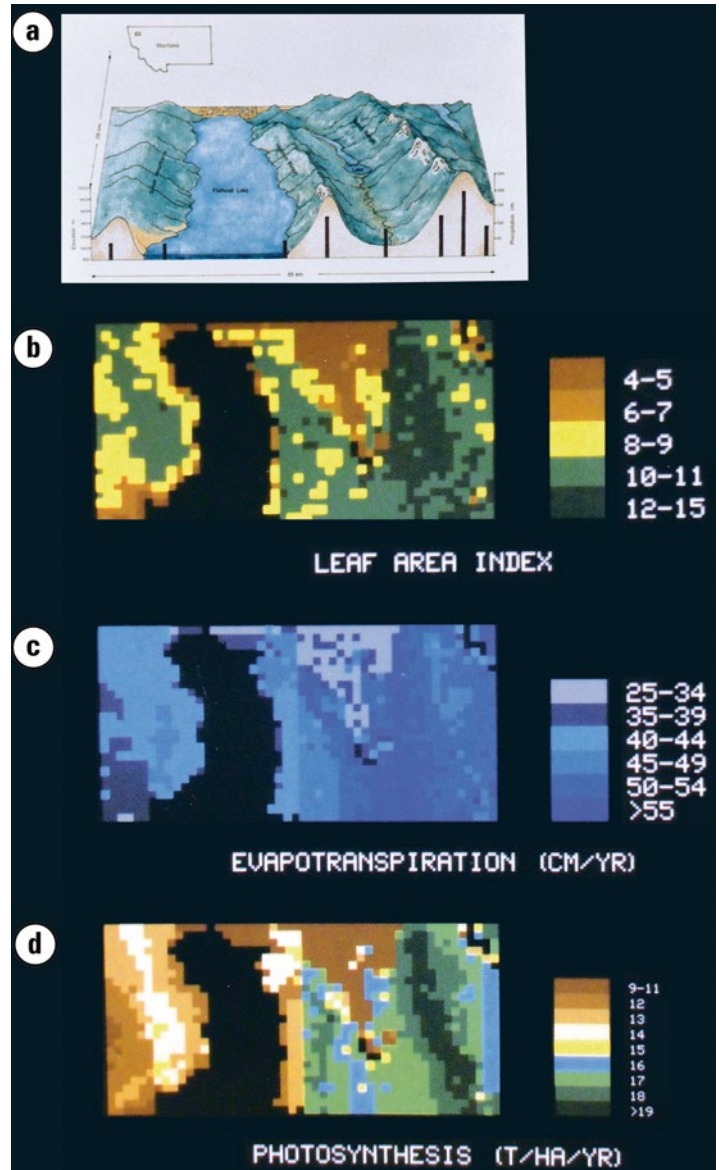 a
Montana
Flathead Lake
Elevation
Precipitation
b
4-5
6-7
8-9
10-11
12-15
LEAF AREA INDEX
c
25-34
35-39
40-44
45-49
50-54
>55
EVAPOTRANSPIRATION (CM/YR)
d
9-11
12
13
14
15
16
17
18
>19
PHOTOSYNTHESIS (T/HA/YR)